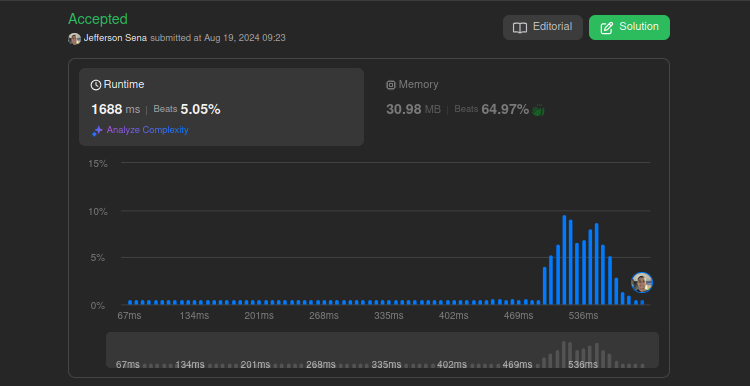 Accepted
Jefferson Sena submitted at Aug 19, 2024 09:23
Editorial
Solution
Runtime
1688 ms | Beats 5.05%
Analyze Complexity
Memory
30.98 MB | Beats 64.97%
15%
10%
5%
0%
67ms 134ms 201ms 268ms 335ms 402ms 469ms 536ms
67ms 134ms 201ms 268ms 335ms 402ms 469ms 536ms